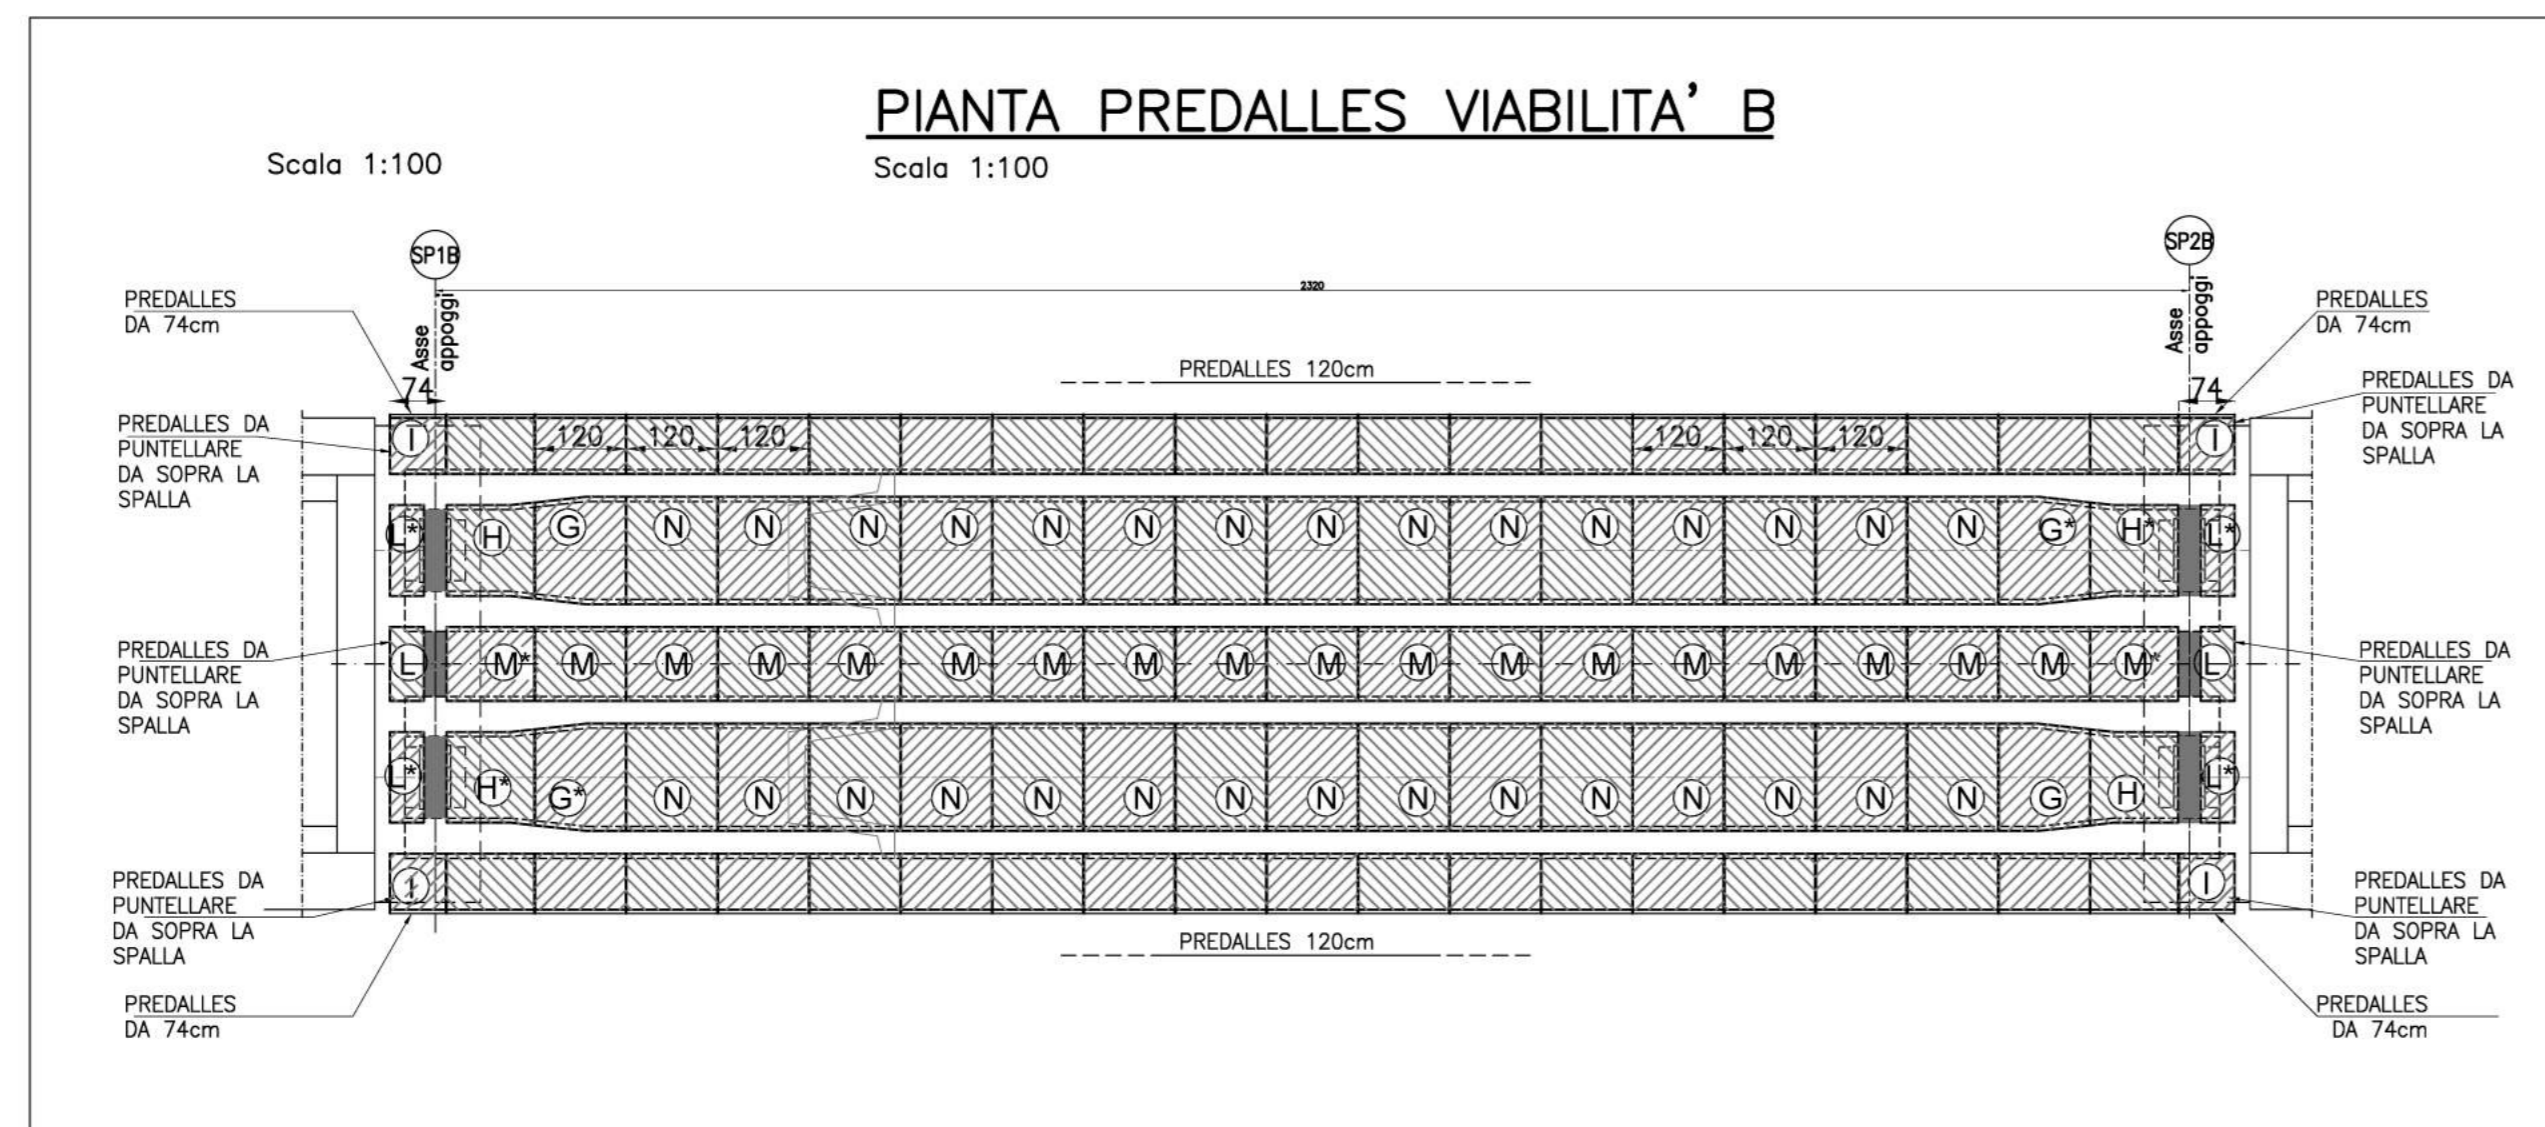 PIANTA PREDALLES VIABILITA' B
Scala 1:100
Scala 1:100
SP1B
SP2B
2320
PREDALLES
DA 74cm
Asse
appoggi
Asse
appoggi
PREDALLES
DA 74cm
PREDALLES 120cm
74
74
PREDALLES DA
PUNTELLARE
DA SOPRA LA
SPALLA
PREDALLES DA
PUNTELLARE
DA SOPRA LA
SPALLA
I 120 120 120 120 120 120 I
L* H G N N N N N N N N N N N N N N N G* H* L*
PREDALLES DA
PUNTELLARE
DA SOPRA LA
SPALLA
L M* M M M M M M M M M M M M M M M M M M* L
PREDALLES DA
PUNTELLARE
DA SOPRA LA
SPALLA
L* H* G* N N N N N N N N N N N N N N N G H L*
PREDALLES DA
PUNTELLARE
DA SOPRA LA
SPALLA
I I
PREDALLES DA
PUNTELLARE
DA SOPRA LA
SPALLA
PREDALLES 120cm
PREDALLES
DA 74cm
PREDALLES
DA 74cm